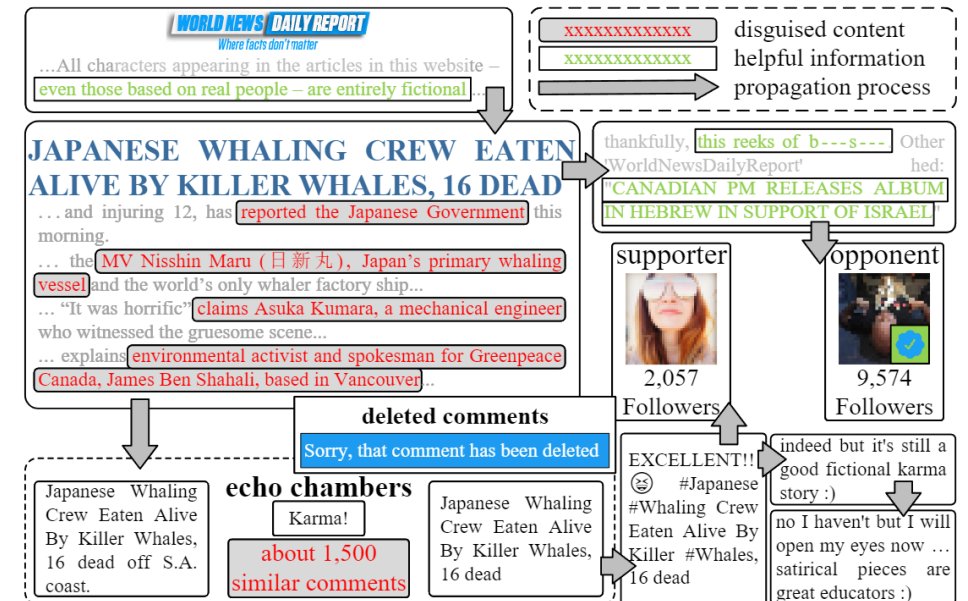 WORLD NEWS DAILY REPORT
Where facts don't matter
...All characters appearing in the articles in this website –
even those based on real people – are entirely fictional ...
xxxxxxxxxxxxx disguised content
xxxxxxxxxxxxx helpful information
propagation process
JAPANESE WHALING CREW EATEN
ALIVE BY KILLER WHALES, 16 DEAD
... and injuring 12, has reported the Japanese Government this
morning.
... the MV Nisshin Maru (日新丸), Japan's primary whaling
vessel and the world's only whaler factory ship...
... "It was horrific" claims Asuka Kumara, a mechanical engineer
who witnessed the gruesome scene...
... explains environmental activist and spokesman for Greenpeace
Canada, James Ben Shahali, based in Vancouver...
thankfully, this reeks of b---s---. Other
'WorldNewsDailyReport' hed:
"CANADIAN PM RELEASES ALBUM
IN HEBREW IN SUPPORT OF ISRAEL"
supporter
2,057
Followers
opponent
9,574
Followers
deleted comments
Sorry, that comment has been deleted
echo chambers
Japanese Whaling
Crew Eaten Alive
By Killer Whales,
16 dead off S.A.
coast.
Karma!
about 1,500
similar comments
Japanese Whaling
Crew Eaten Alive
By Killer Whales,
16 dead
EXCELLENT!!
😆 #Japanese
#Whaling Crew
Eaten Alive By
Killer #Whales,
16 dead
indeed but it's still a
good fictional karma
story :)
no I haven't but I will
open my eyes now ...
satirical pieces are
great educators :)